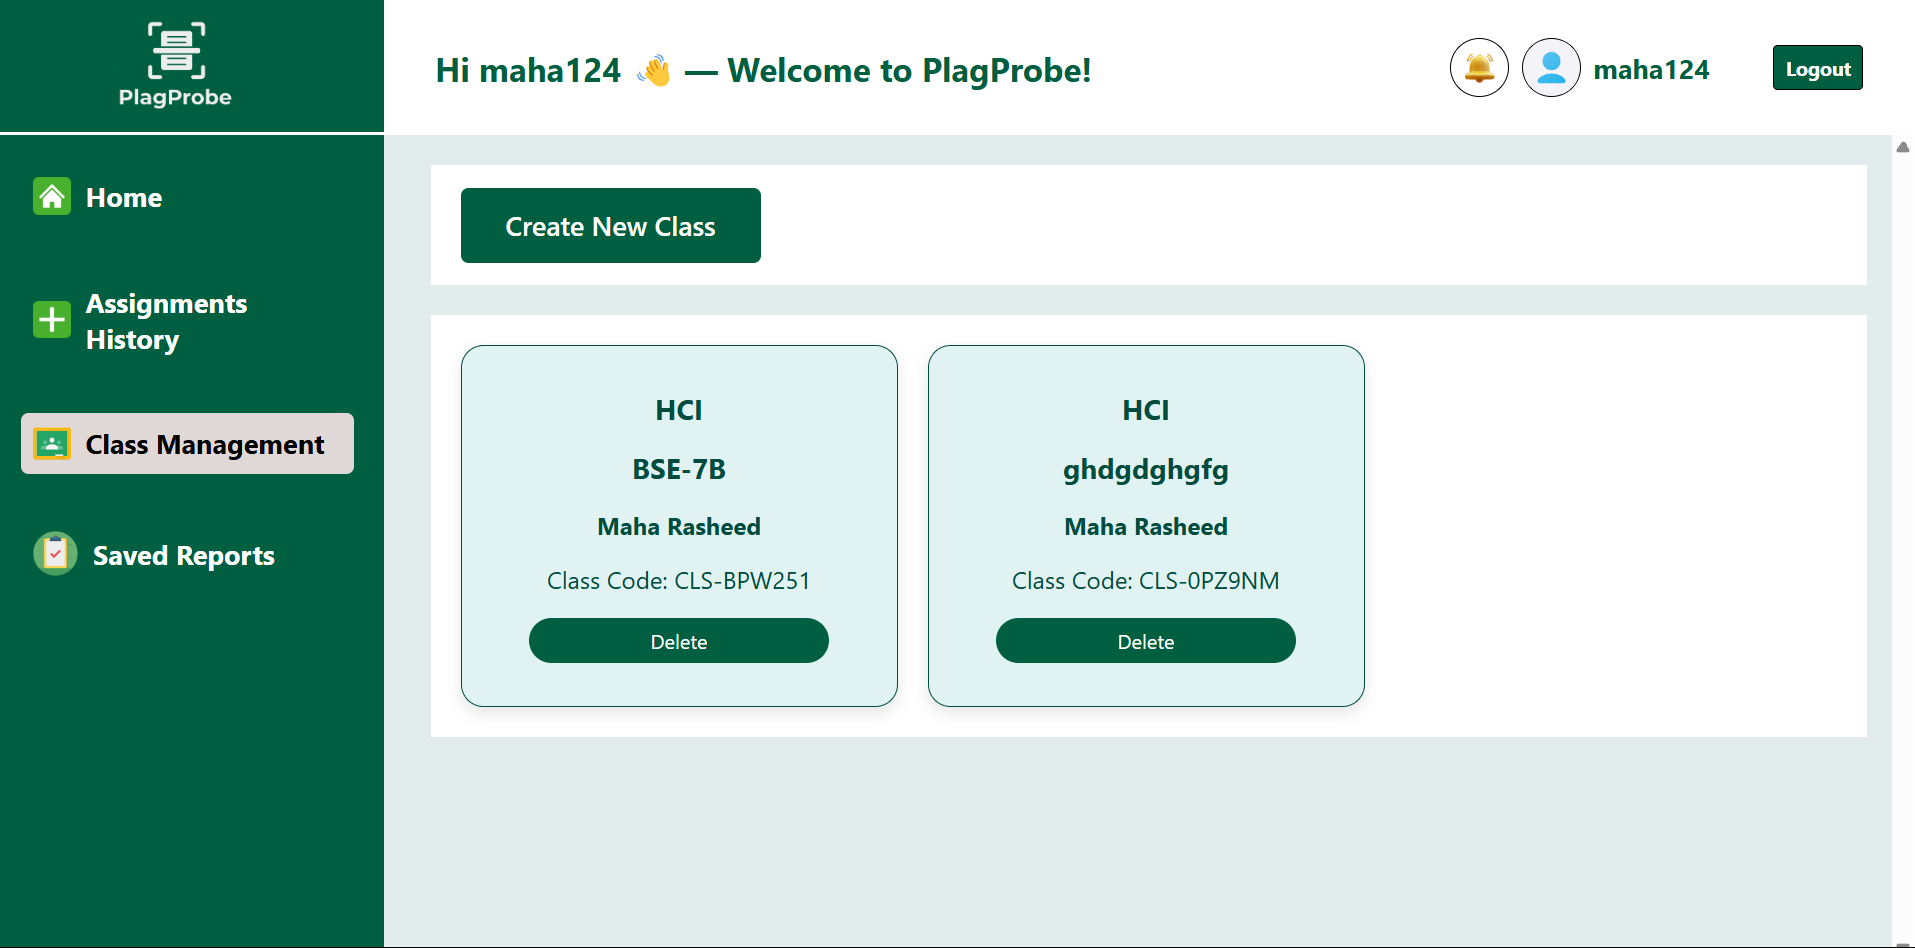 PlagProbe
Hi maha124 👋 — Welcome to PlagProbe!
maha124
Logout
Home
Assignments
History
Class Management
Saved Reports
Create New Class
HCI
BSE-7B
Maha Rasheed
Class Code: CLS-BPW251
Delete
HCI
ghdgdghgfg
Maha Rasheed
Class Code: CLS-0PZ9NM
Delete